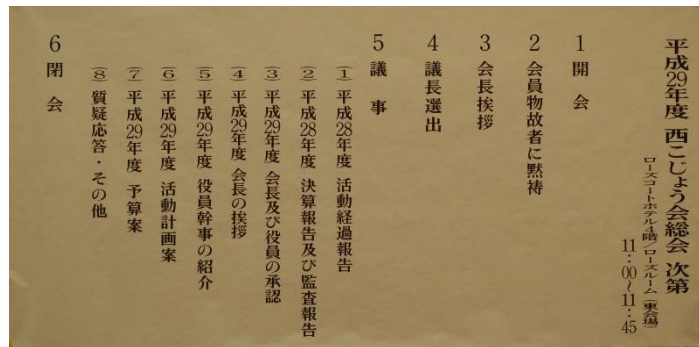 平成29年度 西こじょう会総会 次第
ローズコートホテル4階/ローズルーム（東会場）
11:00~11:45
1 開会
2 会員物故者に黙祷
3 会長挨拶
4 議長選出
5 議事
(1) 平成28年度 活動経過報告
(2) 平成28年度 決算報告及び監査報告
(3) 平成29年度 会長及び役員の承認
(4) 平成29年度 会長の挨拶
(5) 平成29年度 役員幹事の紹介
(6) 平成29年度 活動計画案
(7) 平成29年度 予算案
(8) 質疑応答・その他
6 閉会